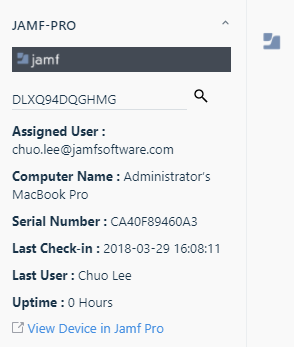 JAMF-PRO
jamf
DLXQ94DQGHMG
Assigned User :
chuo.lee@jamfsoftware.com
Computer Name : Administrator's
MacBook Pro
Serial Number : CA40F89460A3
Last Check-in : 2018-03-29 16:08:11
Last User : Chuo Lee
Uptime : 0 Hours
View Device in Jamf Pro